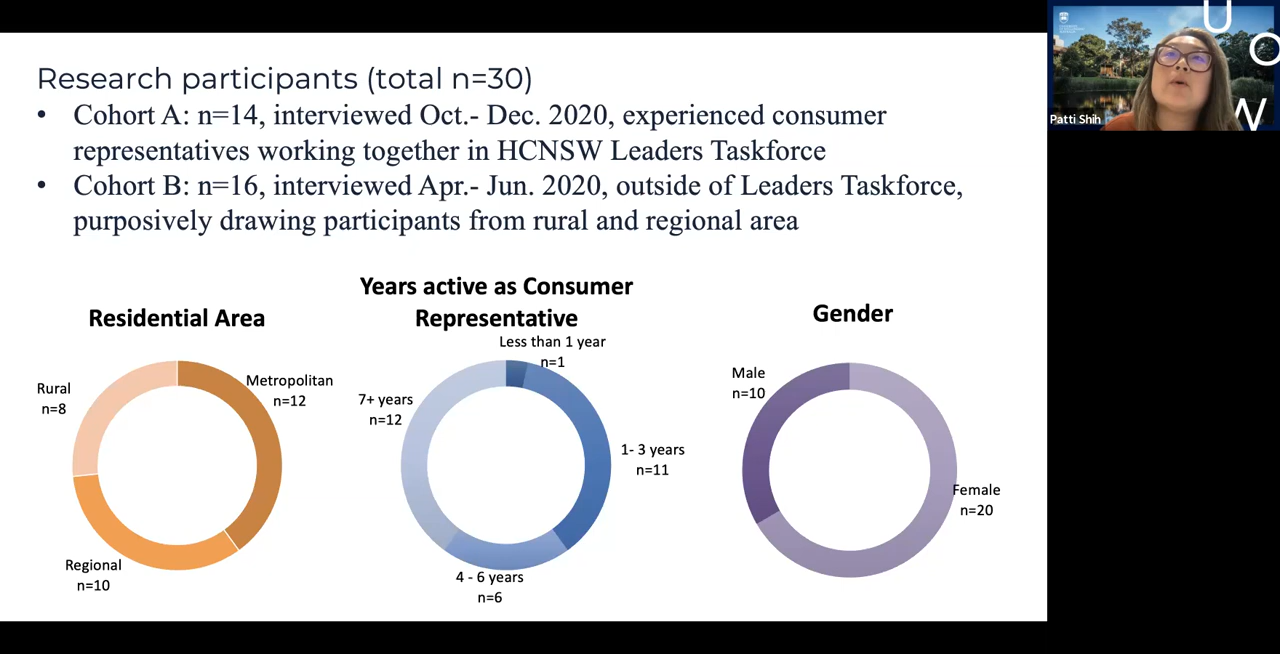 Research participants (total n=30)
• Cohort A: n=14, interviewed Oct.- Dec. 2020, experienced consumer
representatives working together in HCNSW Leaders Taskforce
• Cohort B: n=16, interviewed Apr.- Jun. 2020, outside of Leaders Taskforce,
purposively drawing participants from rural and regional area
Residential Area
Rural
n=8
Metropolitan
n=12
Regional
n=10
Years active as Consumer
Representative
Less than 1 year
n=1
7+ years
n=12
1- 3 years
n=11
4 - 6 years
n=6
Gender
Male
n=10
Female
n=20
U
O
W
Patti Shih